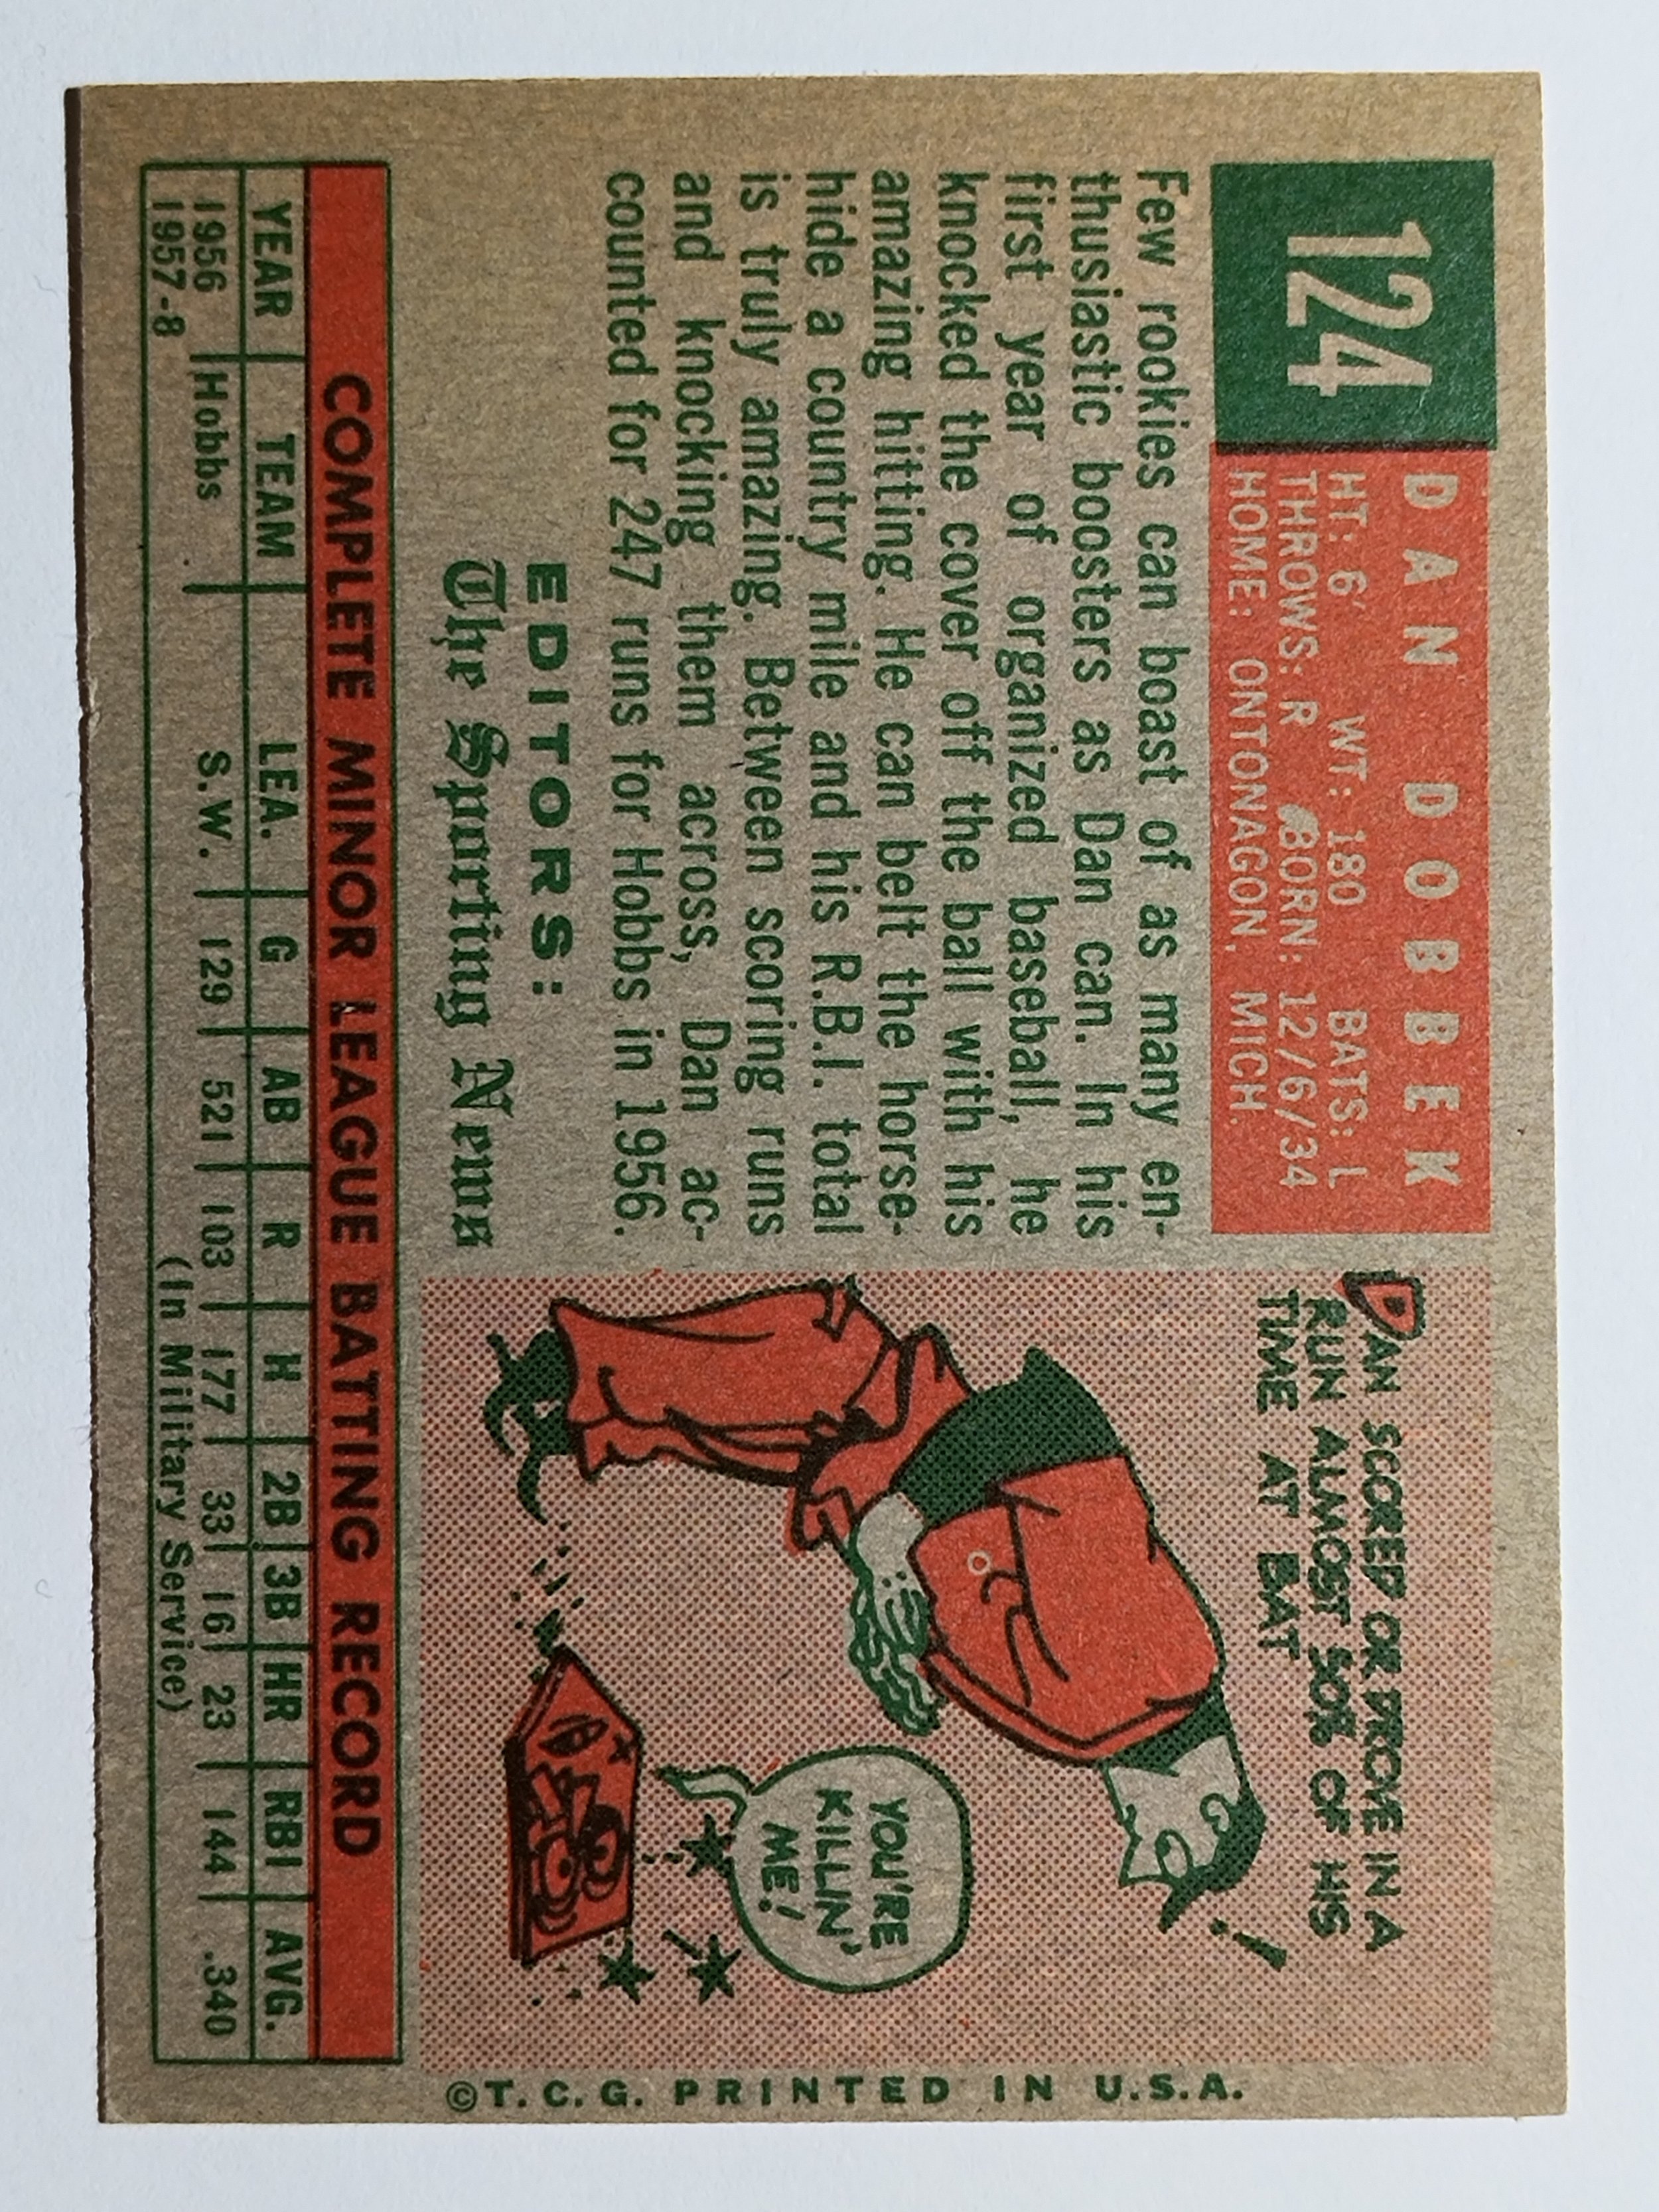 124
DAN DOBBEK
HT: 6' WT: 180 BATS: L
THROWS: R BORN: 12/6/34
HOME: ONTONAGON, MICH.
Few rookies can boast of as many en-
thusiastic boosters as Dan can. In his
first year of organized baseball, he
knocked the cover off the ball with his
amazing hitting. He can belt the horse-
hide a country mile and his R.B.I. total
is truly amazing. Between scoring runs
and knocking them across, Dan ac-
counted for 247 runs for Hobbs in 1956.
EDITORS:
The Sporting News
DAN SCORED OR DROVE IN A
RUN ALMOST 50% OF HIS
TIME AT BAT
!
YOU'RE
KILLIN'
ME!
COMPLETE MINOR LEAGUE BATTING RECORD
YEAR TEAM LEA. G AB R H 2B 3B HR RBI AVG.
1956 Hobbs S.W. 129 521 103 177 33 16 23 144 .340
1957-8 (In Military Service)
©T.C.G. PRINTED IN U.S.A.